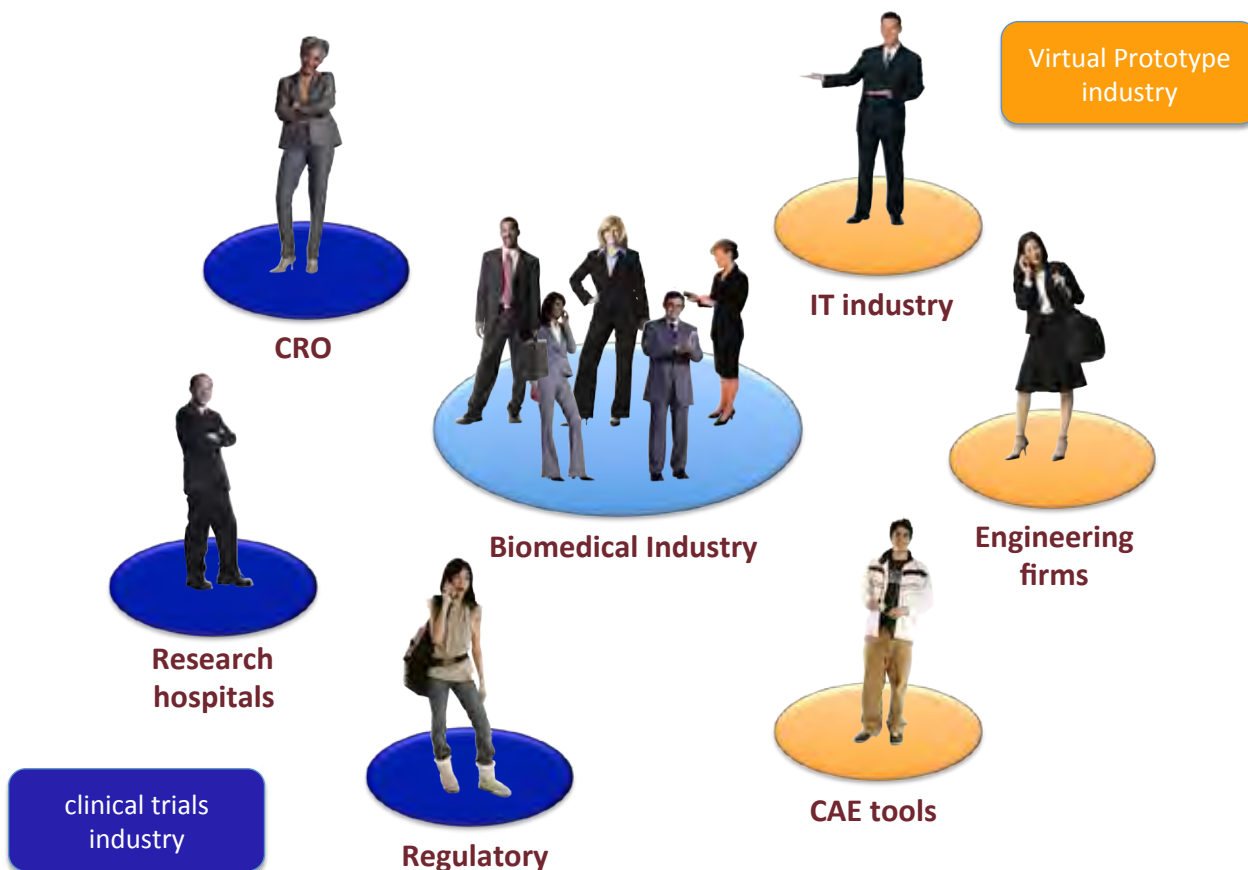 Virtual Prototype
industry
IT industry
CRO
Biomedical Industry
Engineering
firms
Research
hospitals
CAE tools
clinical trials
industry
Regulatory